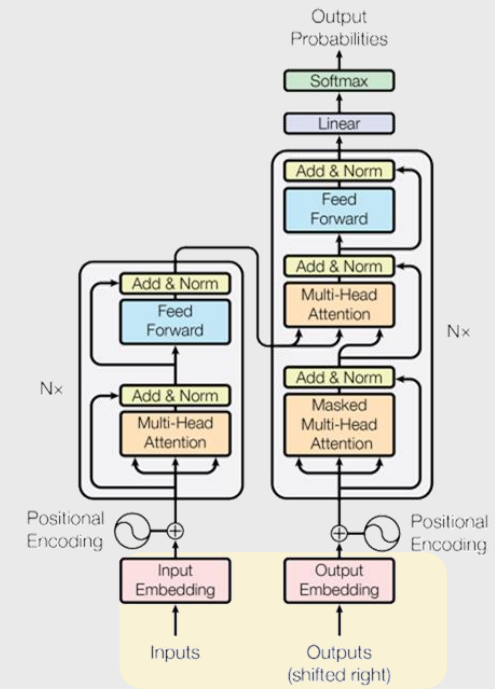 Output
Probabilities
Softmax
Linear
Add & Norm
Feed
Forward
Add & Norm
Multi-Head
Attention
Add & Norm
Masked
Multi-Head
Attention
Nx
Add & Norm
Feed
Forward
Add & Norm
Multi-Head
Attention
Nx
Positional
Encoding
Positional
Encoding
Input
Embedding
Output
Embedding
Inputs
Outputs
(shifted right)